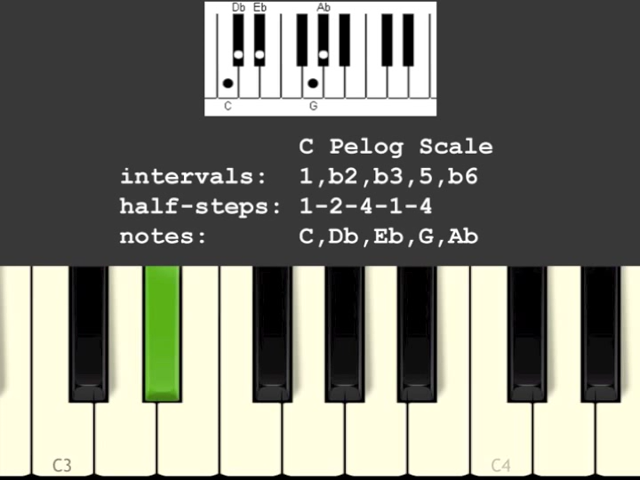 Db Eb Ab
C G
C Pelog Scale
intervals: 1,b2,b3,5,b6
half-steps: 1-2-4-1-4
notes: C,Db,Eb,G,Ab
C3 C4